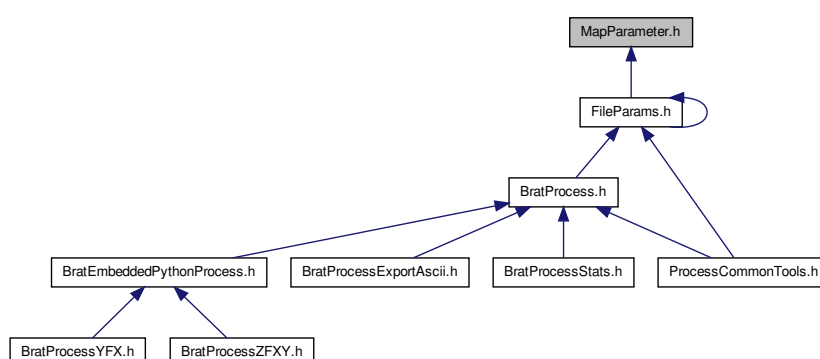 MapParameter.h
FileParams.h
BratProcess.h
BratEmbeddedPythonProcess.h
BratProcessExportAscii.h
BratProcessStats.h
ProcessCommonTools.h
BratProcessYFX.h
BratProcessZFXY.h